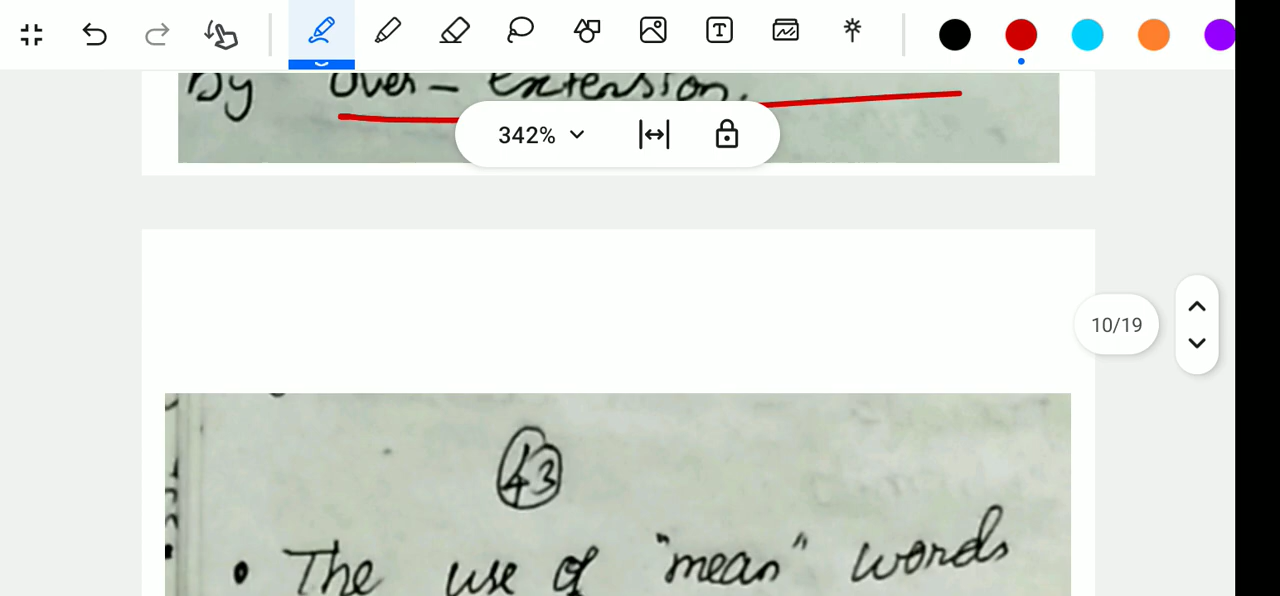 By over-extension.
342%
10/19
43
• The use of "mean" words